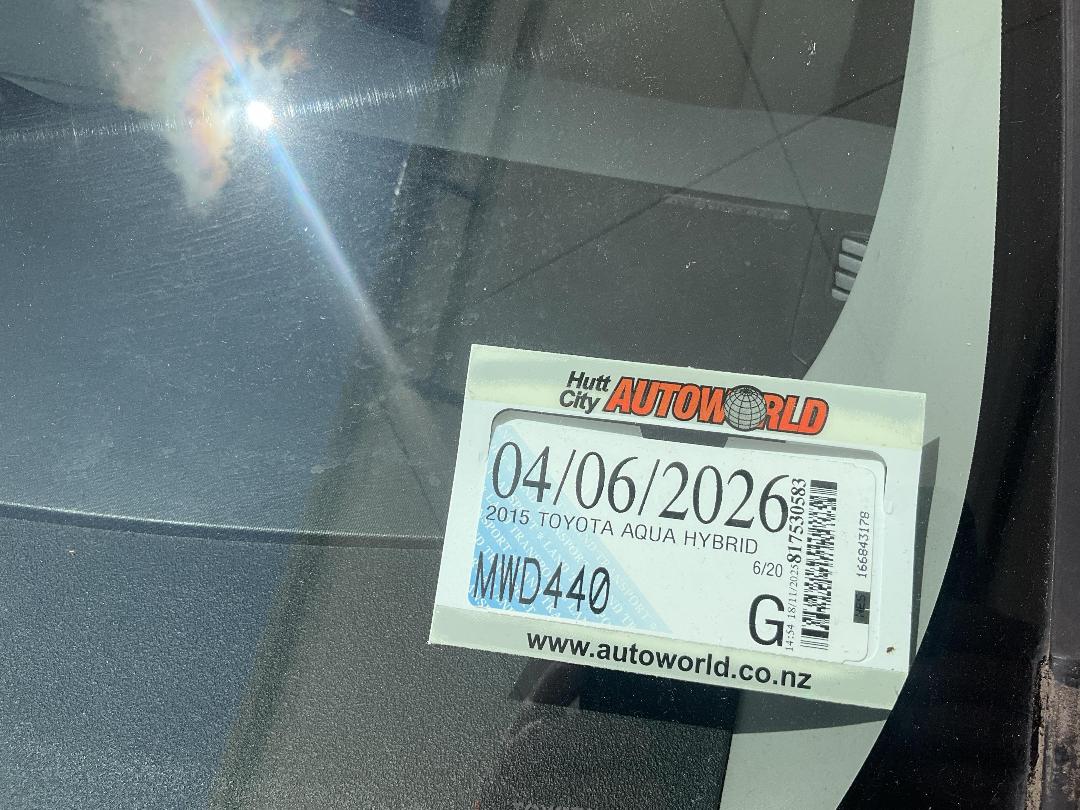 Hutt
City AUTOWORLD
04/06/2026
2015 TOYOTA AQUA HYBRID
6/20
MWD440
G
817530583
14:54 18/11/2025
166843178
www.autoworld.co.nz